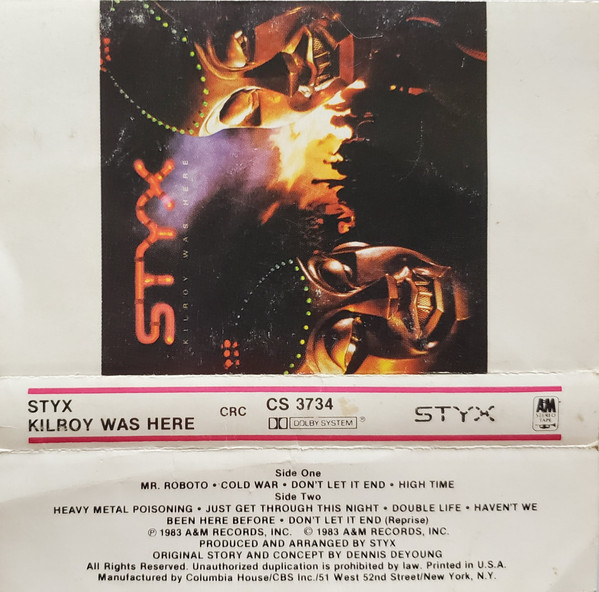 STYX
KILROY WAS HERE
STYX
KILROY WAS HERE
CRC
CS 3734
DOLBY SYSTEM ®
STYX
AM
STEREO
TAPE
Side One
MR. ROBOTO • COLD WAR • DON'T LET IT END • HIGH TIME
Side Two
HEAVY METAL POISONING • JUST GET THROUGH THIS NIGHT • DOUBLE LIFE • HAVEN'T WE
BEEN HERE BEFORE • DON'T LET IT END (Reprise)
℗ 1983 A&M RECORDS, INC. © 1983 A&M RECORDS, INC.
PRODUCED AND ARRANGED BY STYX
ORIGINAL STORY AND CONCEPT BY DENNIS DEYOUNG
All Rights Reserved. Unauthorized duplication is prohibited by law. Printed in U.S.A.
Manufactured by Columbia House/CBS Inc./51 West 52nd Street/New York, N.Y.